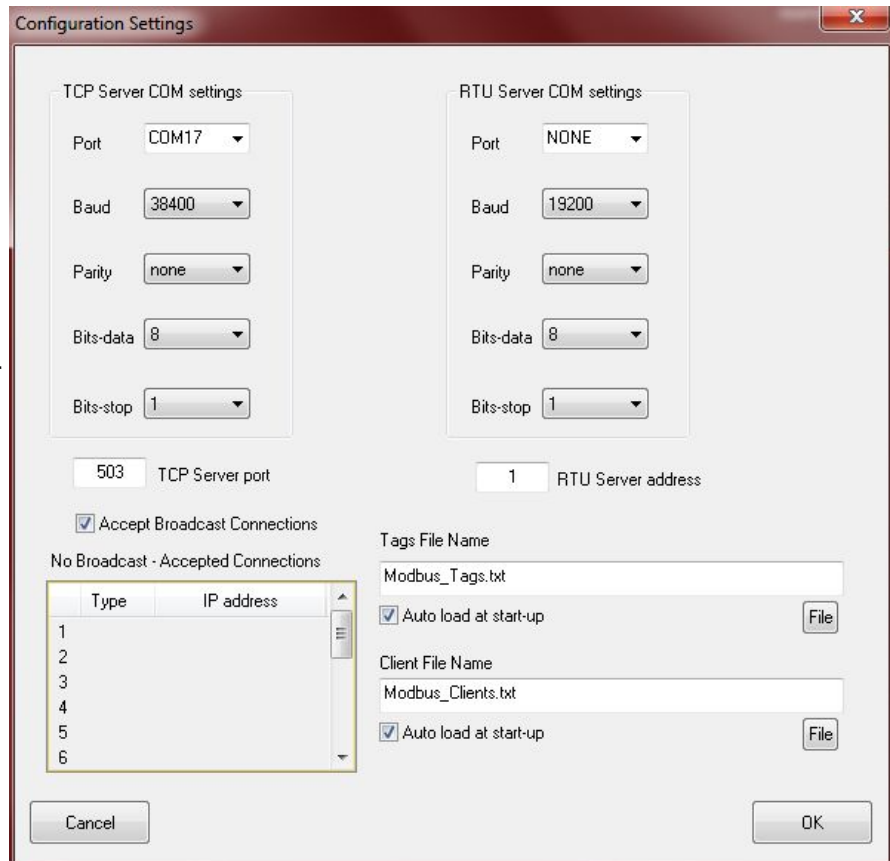 Configuration Settings
TCP Server COM settings
Port COM17
Baud 38400
Parity none
Bits-data 8
Bits-stop 1
503 TCP Server port
Accept Broadcast Connections
No Broadcast - Accepted Connections
Type IP address
1
2
3
4
5
6
RTU Server COM settings
Port NONE
Baud 19200
Parity none
Bits-data 8
Bits-stop 1
1 RTU Server address
Tags File Name
Modbus_Tags.txt
Auto load at start-up File
Client File Name
Modbus_Clients.txt
Auto load at start-up File
Cancel OK